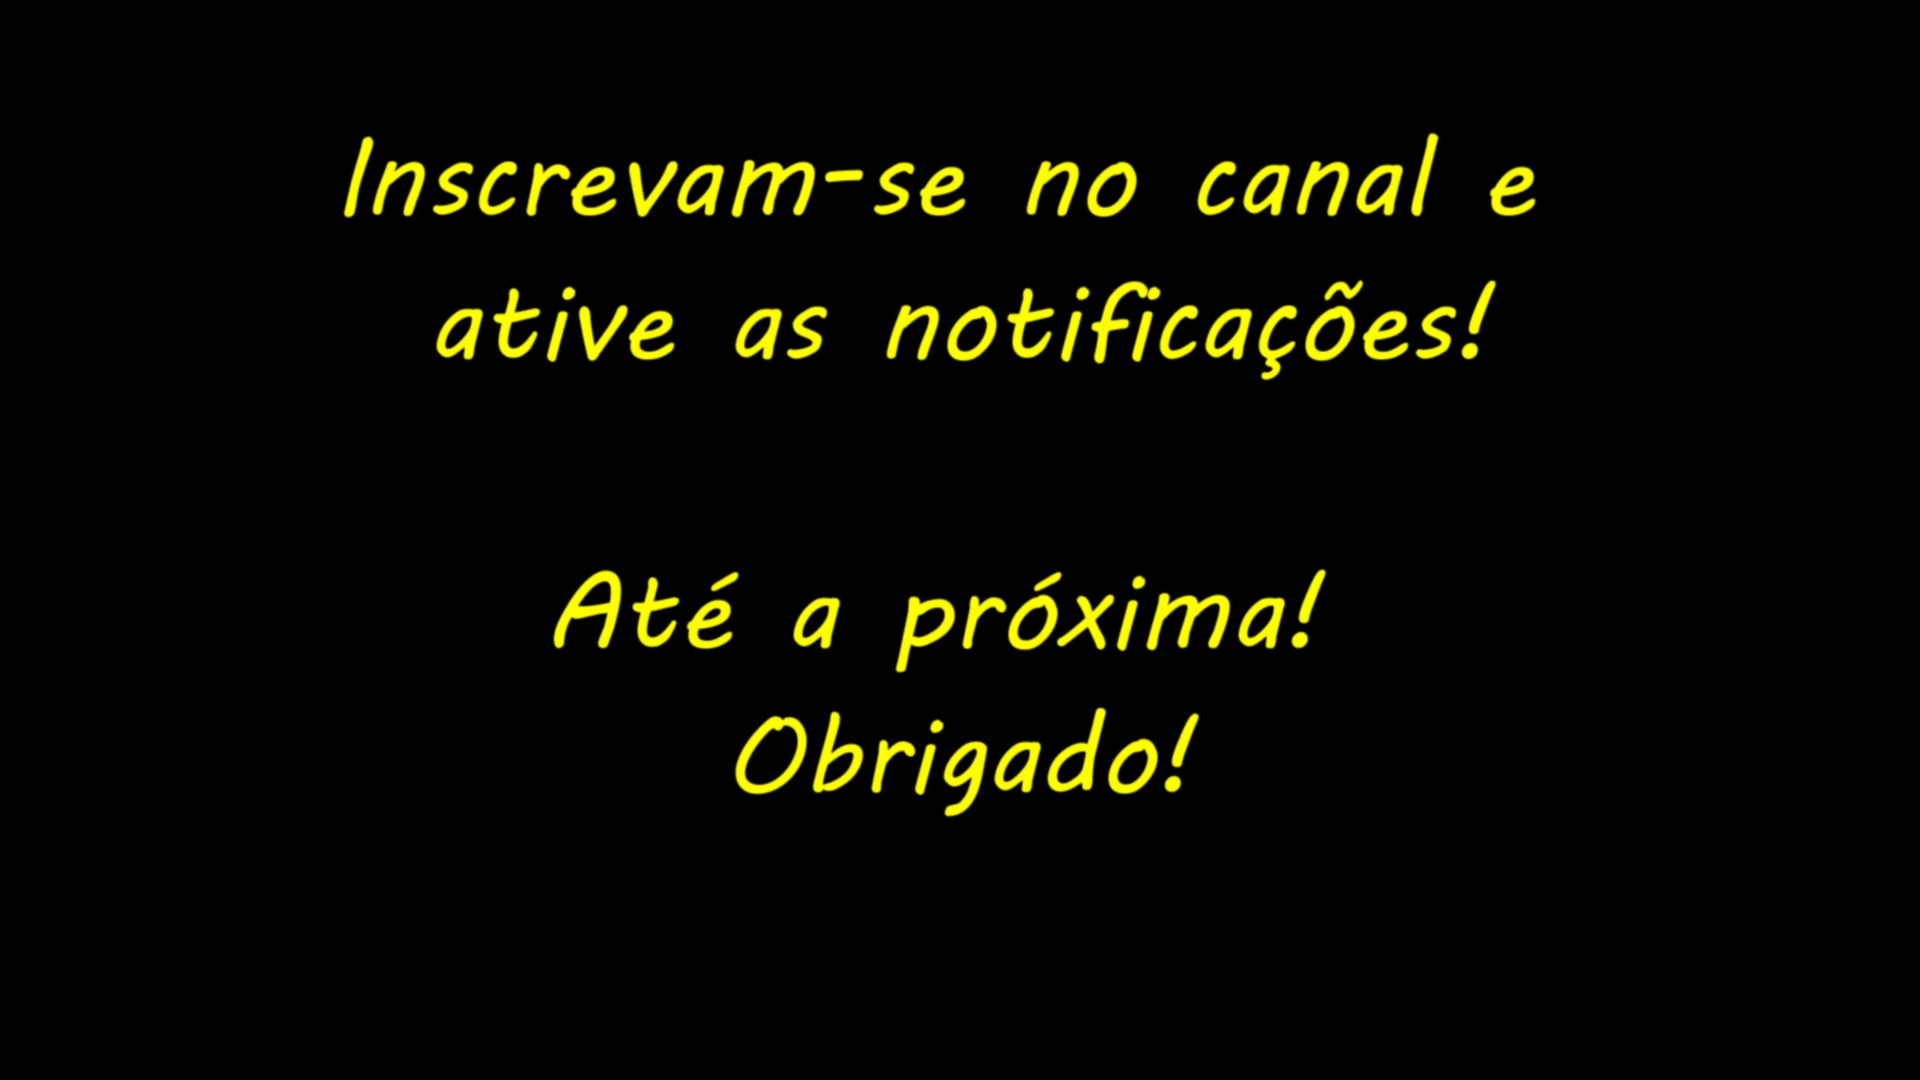 Inscrevam-se no canal e
ative as notificações!
Até a próxima!
Obrigado!